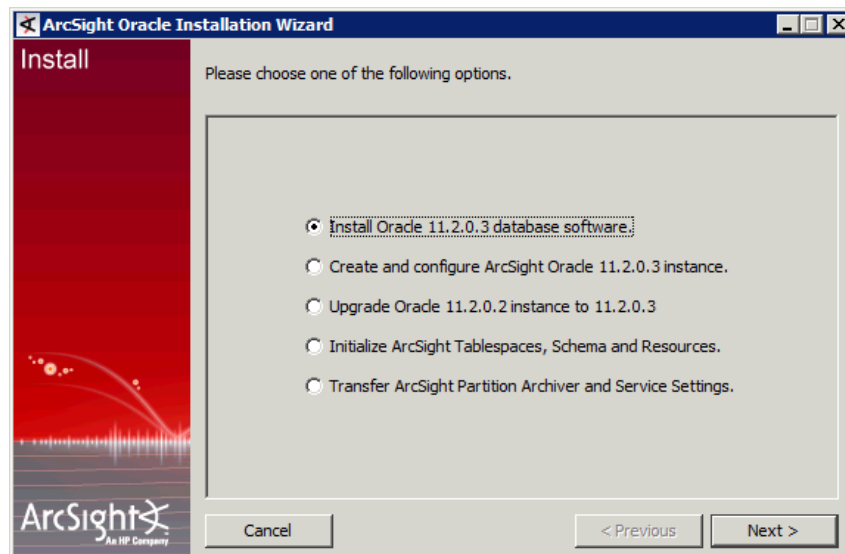 ArcSight Oracle Installation Wizard
Install
Please choose one of the following options.
Install Oracle 11.2.0.3 database software.
Create and configure ArcSight Oracle 11.2.0.3 instance.
Upgrade Oracle 11.2.0.2 instance to 11.2.0.3
Initialize ArcSight Tablespaces, Schema and Resources.
Transfer ArcSight Partition Archiver and Service Settings.
ArcSight
An HP Company
Cancel
< Previous
Next >